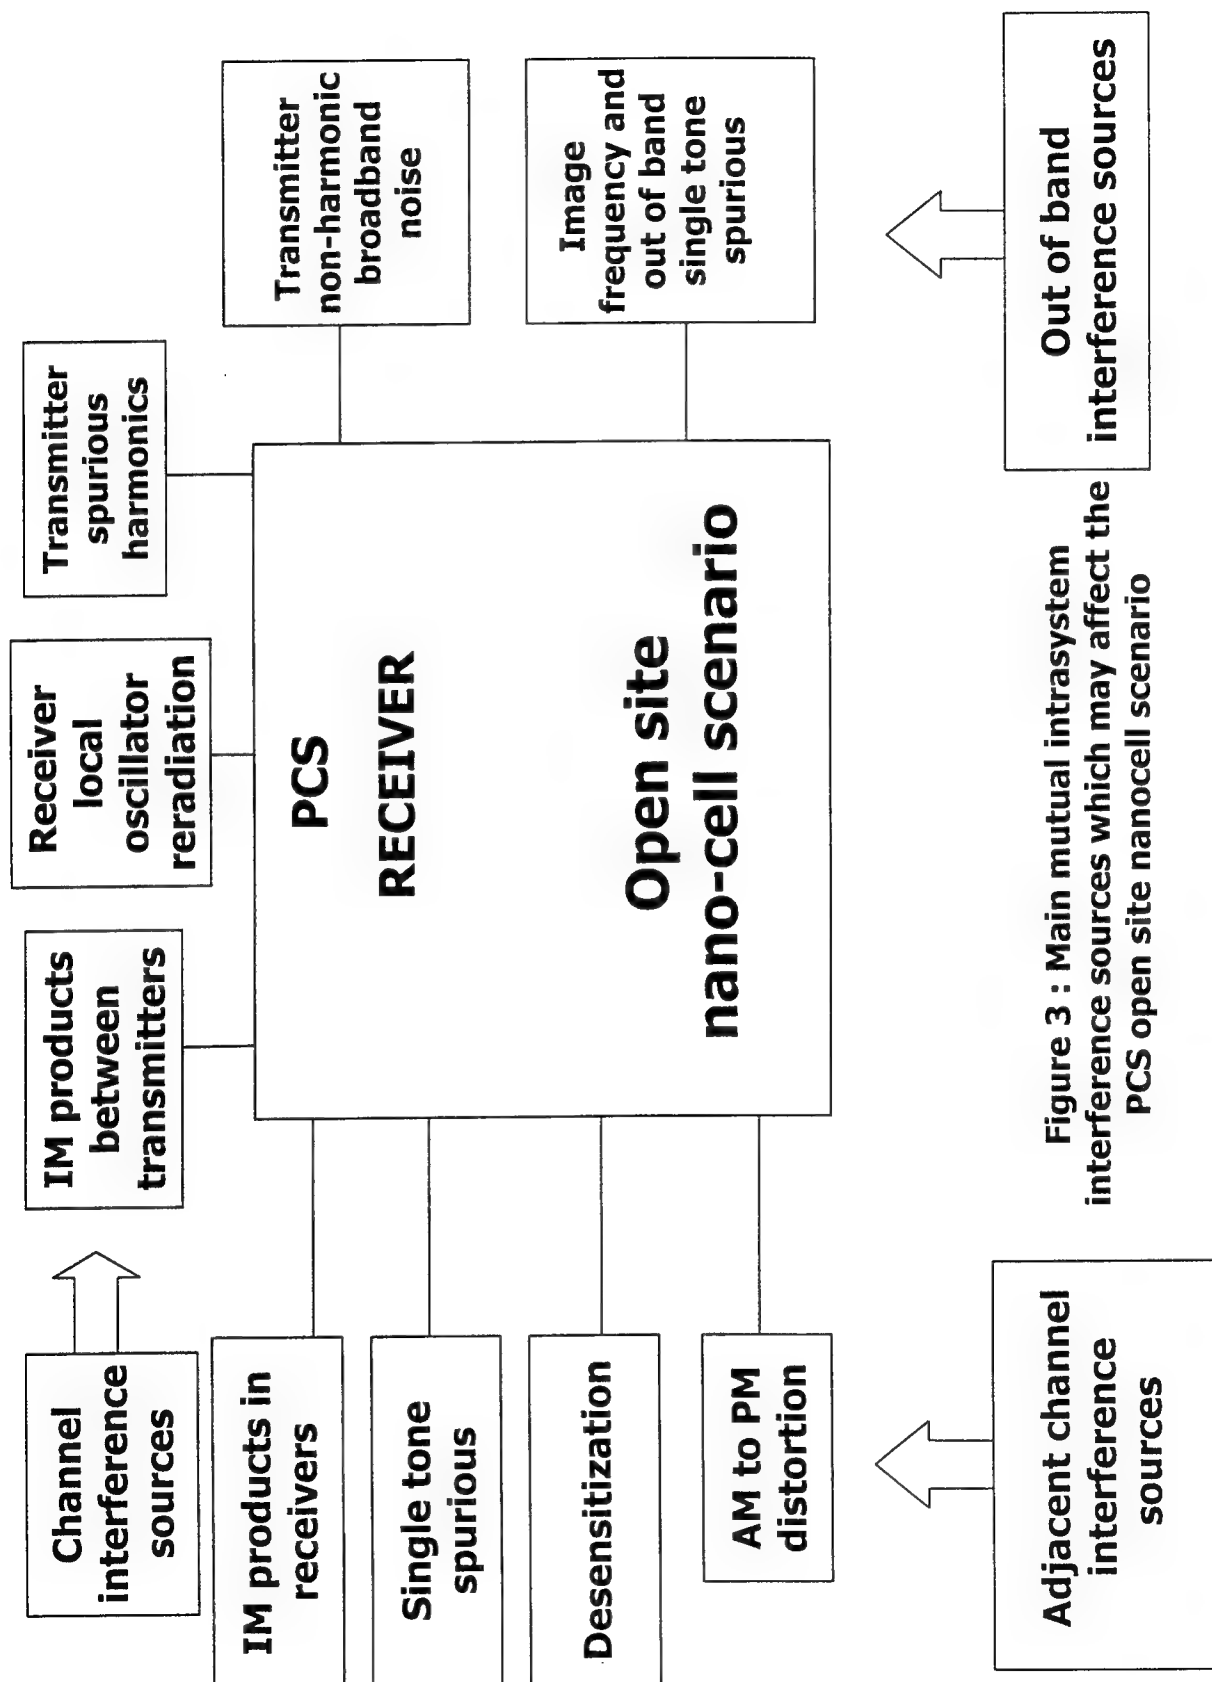 Channel
interference
sources
IM products
between
transmitters
Receiver
local
oscillator
reradiation
Transmitter
spurious
harmonics
IM products in
receivers
Single tone
spurious
Desensitization
AM to PM
distortion
PCS
RECEIVER
Open site
nano-cell scenario
Transmitter
non-harmonic
broadband
noise
Image
frequency and
out of band
single tone
spurious
Adjacent channel
interference
sources
Out of band
interference sources
Figure 3 : Main mutual intrasystem
interference sources which may affect the
PCS open site nanocell scenario